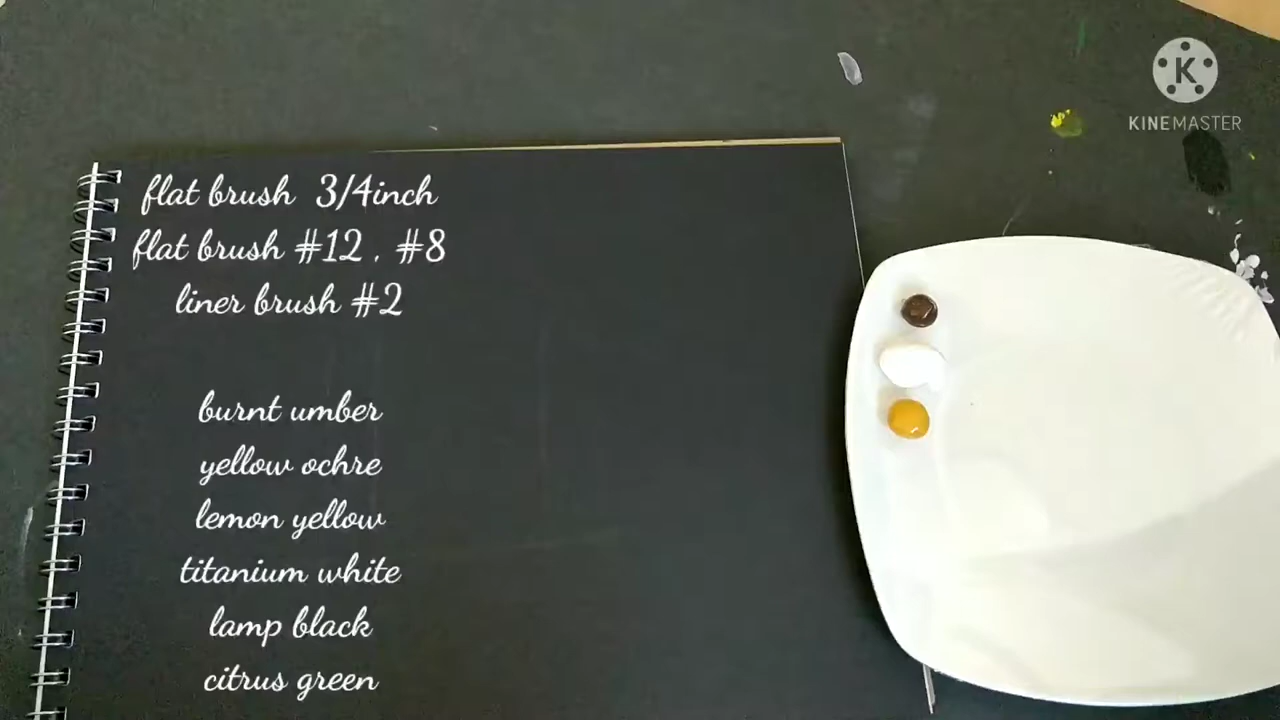 flat brush 3/4inch
flat brush #12 , #8
liner brush #2
burnt umber
yellow ochre
lemon yellow
titanium white
lamp black
citrus green
K
KINEMASTER